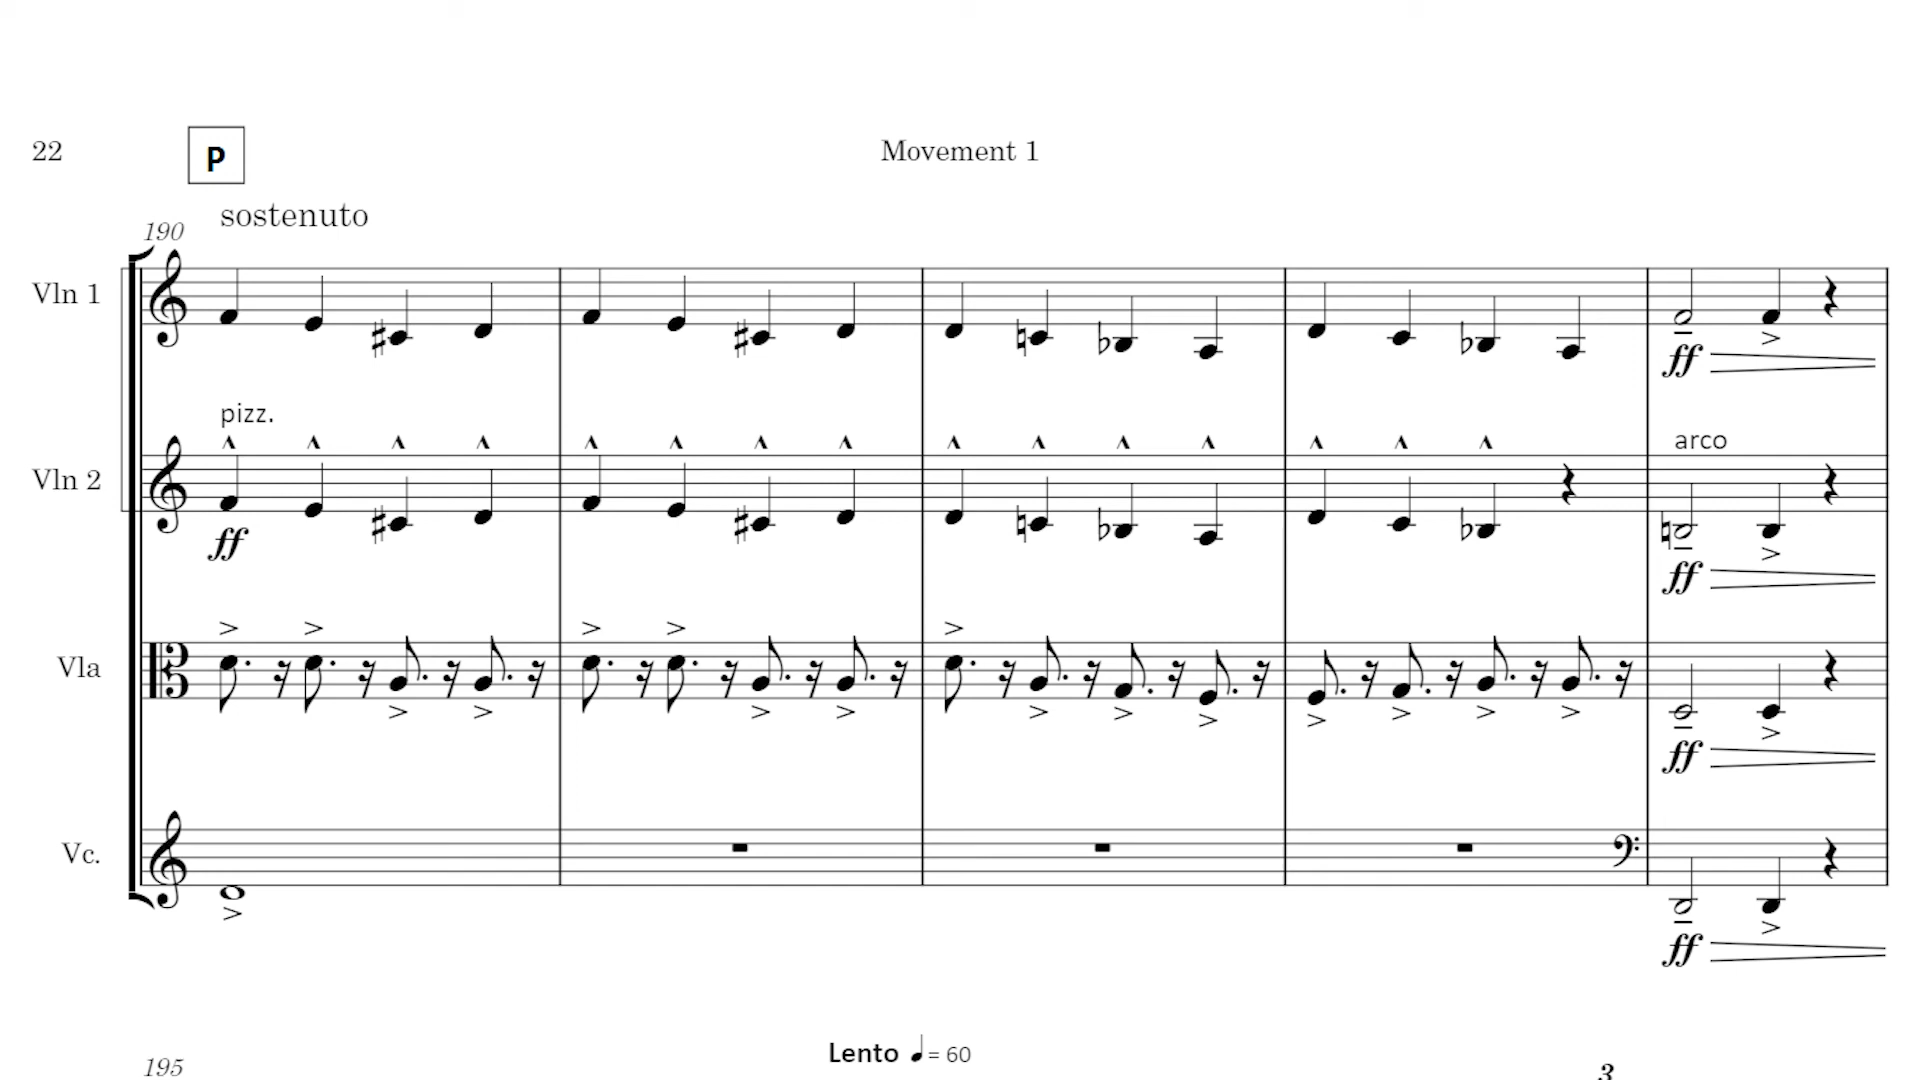 22
P
Movement 1
sostenuto
190
Vln 1
ff
pizz.
arco
Vln 2
ff
ff
Vla
ff
Vc.
ff
Lento ♩= 60
195
3